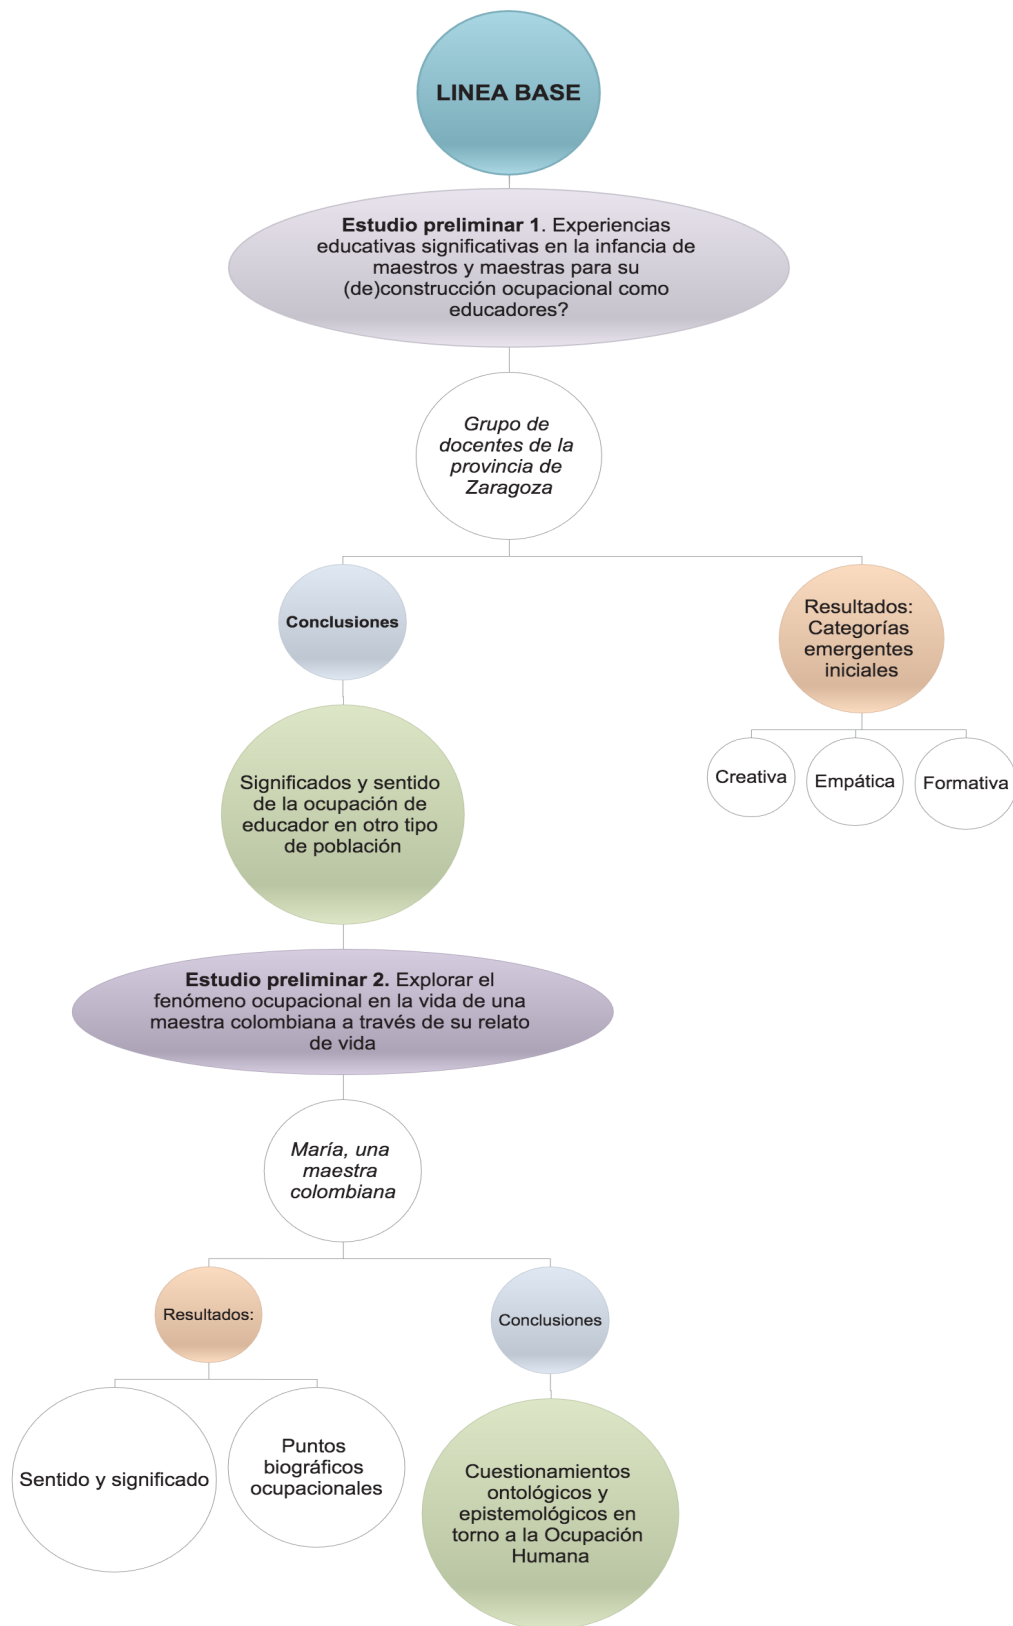 LINEA BASE
Estudio preliminar 1. Experiencias
educativas significativas en la infancia de
maestros y maestras para su
(de)construcción ocupacional como
educadores?
Grupo de
docentes de la
provincia de
Zaragoza
Conclusiones
Resultados:
Categorías
emergentes
iniciales
Creativa
Empática
Formativa
Significados y sentido
de la ocupación de
educador en otro tipo
de población
Estudio preliminar 2. Explorar el
fenómeno ocupacional en la vida de una
maestra colombiana a través de su relato
de vida
María, una
maestra
colombiana
Resultados:
Conclusiones
Sentido y significado
Puntos
biográficos
ocupacionales
Cuestionamientos
ontológicos y
epistemológicos en
torno a la Ocupación
Humana